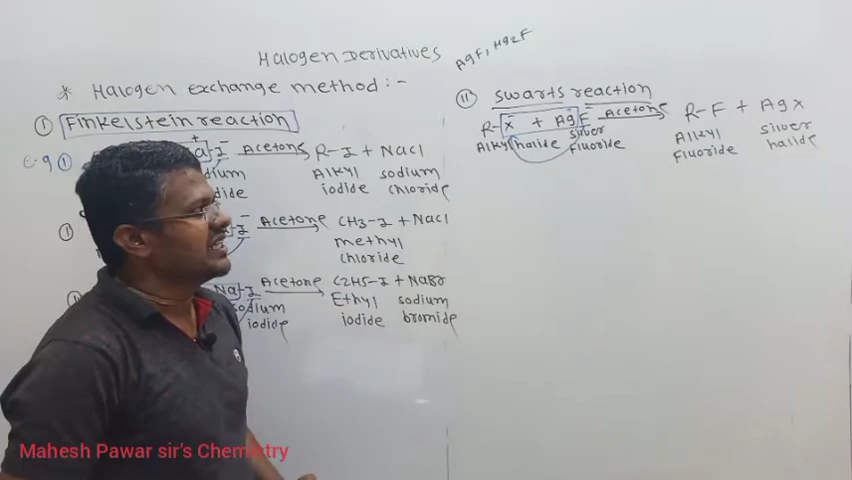 Halogen Derivatives
* Halogen exchange method :-
I Finkelstein reaction
e.g ①
+ -
I Acetone R-I + NaCl
Alkyl sodium
iodide chloride
I Acetone CH3-I + NaCl
methyl
chloride
Na-I Acetone C2H5-I + NaBr
sodium Ethyl sodium
iodide iodide bromide
AgF, Hg2F
II swarts reaction
R-X + AgF Acetone R-F + AgX
Alkyl halide silver fluoride Alkyl fluoride silver halide
Mahesh Pawar sir's Chemistry